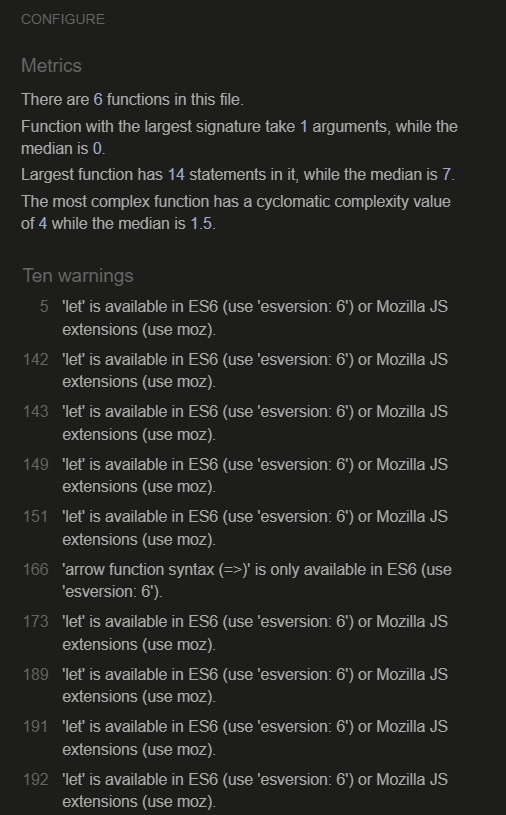 CONFIGURE
Metrics
There are 6 functions in this file.
Function with the largest signature take 1 arguments, while the
median is 0.
Largest function has 14 statements in it, while the median is 7.
The most complex function has a cyclomatic complexity value
of 4 while the median is 1.5.
Ten warnings
5 'let' is available in ES6 (use 'esversion: 6') or Mozilla JS
extensions (use moz).
142 'let' is available in ES6 (use 'esversion: 6') or Mozilla JS
extensions (use moz).
143 'let' is available in ES6 (use 'esversion: 6') or Mozilla JS
extensions (use moz).
149 'let' is available in ES6 (use 'esversion: 6') or Mozilla JS
extensions (use moz).
151 'let' is available in ES6 (use 'esversion: 6') or Mozilla JS
extensions (use moz).
166 'arrow function syntax (=>)' is only available in ES6 (use
'esversion: 6').
173 'let' is available in ES6 (use 'esversion: 6') or Mozilla JS
extensions (use moz).
189 'let' is available in ES6 (use 'esversion: 6') or Mozilla JS
extensions (use moz).
191 'let' is available in ES6 (use 'esversion: 6') or Mozilla JS
extensions (use moz).
192 'let' is available in ES6 (use 'esversion: 6') or Mozilla JS
extensions (use moz).